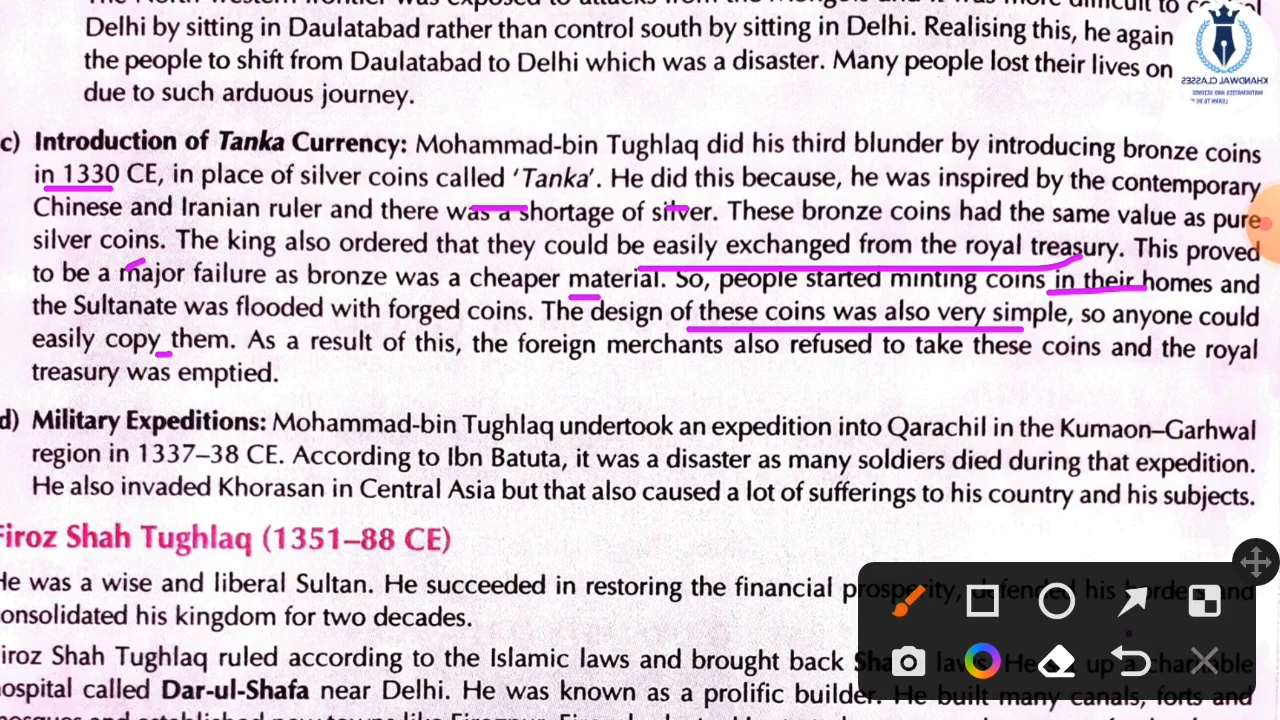 Delhi by sitting in Daulatabad rather than control south by sitting in Delhi. Realising this, he again
the people to shift from Daulatabad to Delhi which was a disaster. Many people lost their lives on
due to such arduous journey.
KHANDWAL CLASSES
c) Introduction of Tanka Currency: Mohammad-bin Tughlaq did his third blunder by introducing bronze coins
in 1330 CE, in place of silver coins called 'Tanka'. He did this because, he was inspired by the contemporary
Chinese and Iranian ruler and there was a shortage of silver. These bronze coins had the same value as pure
silver coins. The king also ordered that they could be easily exchanged from the royal treasury. This proved
to be a major failure as bronze was a cheaper material. So, people started minting coins in their homes and
the Sultanate was flooded with forged coins. The design of these coins was also very simple, so anyone could
easily copy them. As a result of this, the foreign merchants also refused to take these coins and the royal
treasury was emptied.
d) Military Expeditions: Mohammad-bin Tughlaq undertook an expedition into Qarachil in the Kumaon–Garhwal
region in 1337–38 CE. According to Ibn Batuta, it was a disaster as many soldiers died during that expedition.
He also invaded Khorasan in Central Asia but that also caused a lot of sufferings to his country and his subjects.
Firoz Shah Tughlaq (1351–88 CE)
He was a wise and liberal Sultan. He succeeded in restoring the financial prosperity, defended his borders and
consolidated his kingdom for two decades.
Firoz Shah Tughlaq ruled according to the Islamic laws and brought back
hospital called Dar-ul-Shafa near Delhi. He was known as a prolific builder. He built many canals, forts and